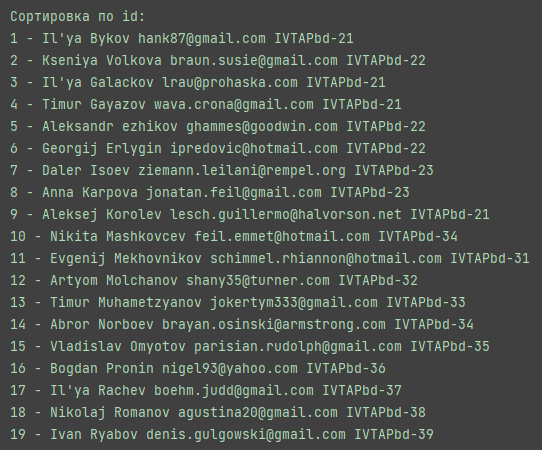 Сортировка по id:
1 - Il'ya Bykov hank87@gmail.com IVTAPbd-21
2 - Kseniya Volkova braun.susie@gmail.com IVTAPbd-22
3 - Il'ya Galackov lrau@prohaska.com IVTAPbd-21
4 - Timur Gayazov wava.crona@gmail.com IVTAPbd-21
5 - Aleksandr ezhikov ghammes@goodwin.com IVTAPbd-22
6 - Georgij Erlygin ipredovic@hotmail.com IVTAPbd-22
7 - Daler Isoev ziemann.leilani@rempel.org IVTAPbd-23
8 - Anna Karpova jonatan.feil@gmail.com IVTAPbd-23
9 - Aleksej Korolev lesch.guillermo@halvorson.net IVTAPbd-21
10 - Nikita Mashkovcev feil.emmet@hotmail.com IVTAPbd-34
11 - Evgenij Mekhovnikov schimmel.rhiannon@hotmail.com IVTAPbd-31
12 - Artyom Molchanov shany35@turner.com IVTAPbd-32
13 - Timur Muhametzyanov jokertym333@gmail.com IVTAPbd-33
14 - Abror Norboev brayan.osinski@armstrong.com IVTAPbd-34
15 - Vladislav Omyotov parisian.rudolph@gmail.com IVTAPbd-35
16 - Bogdan Pronin nigel93@yahoo.com IVTAPbd-36
17 - Il'ya Rachev boehm.judd@gmail.com IVTAPbd-37
18 - Nikolaj Romanov agustina20@gmail.com IVTAPbd-38
19 - Ivan Ryabov denis.gulgowski@gmail.com IVTAPbd-39